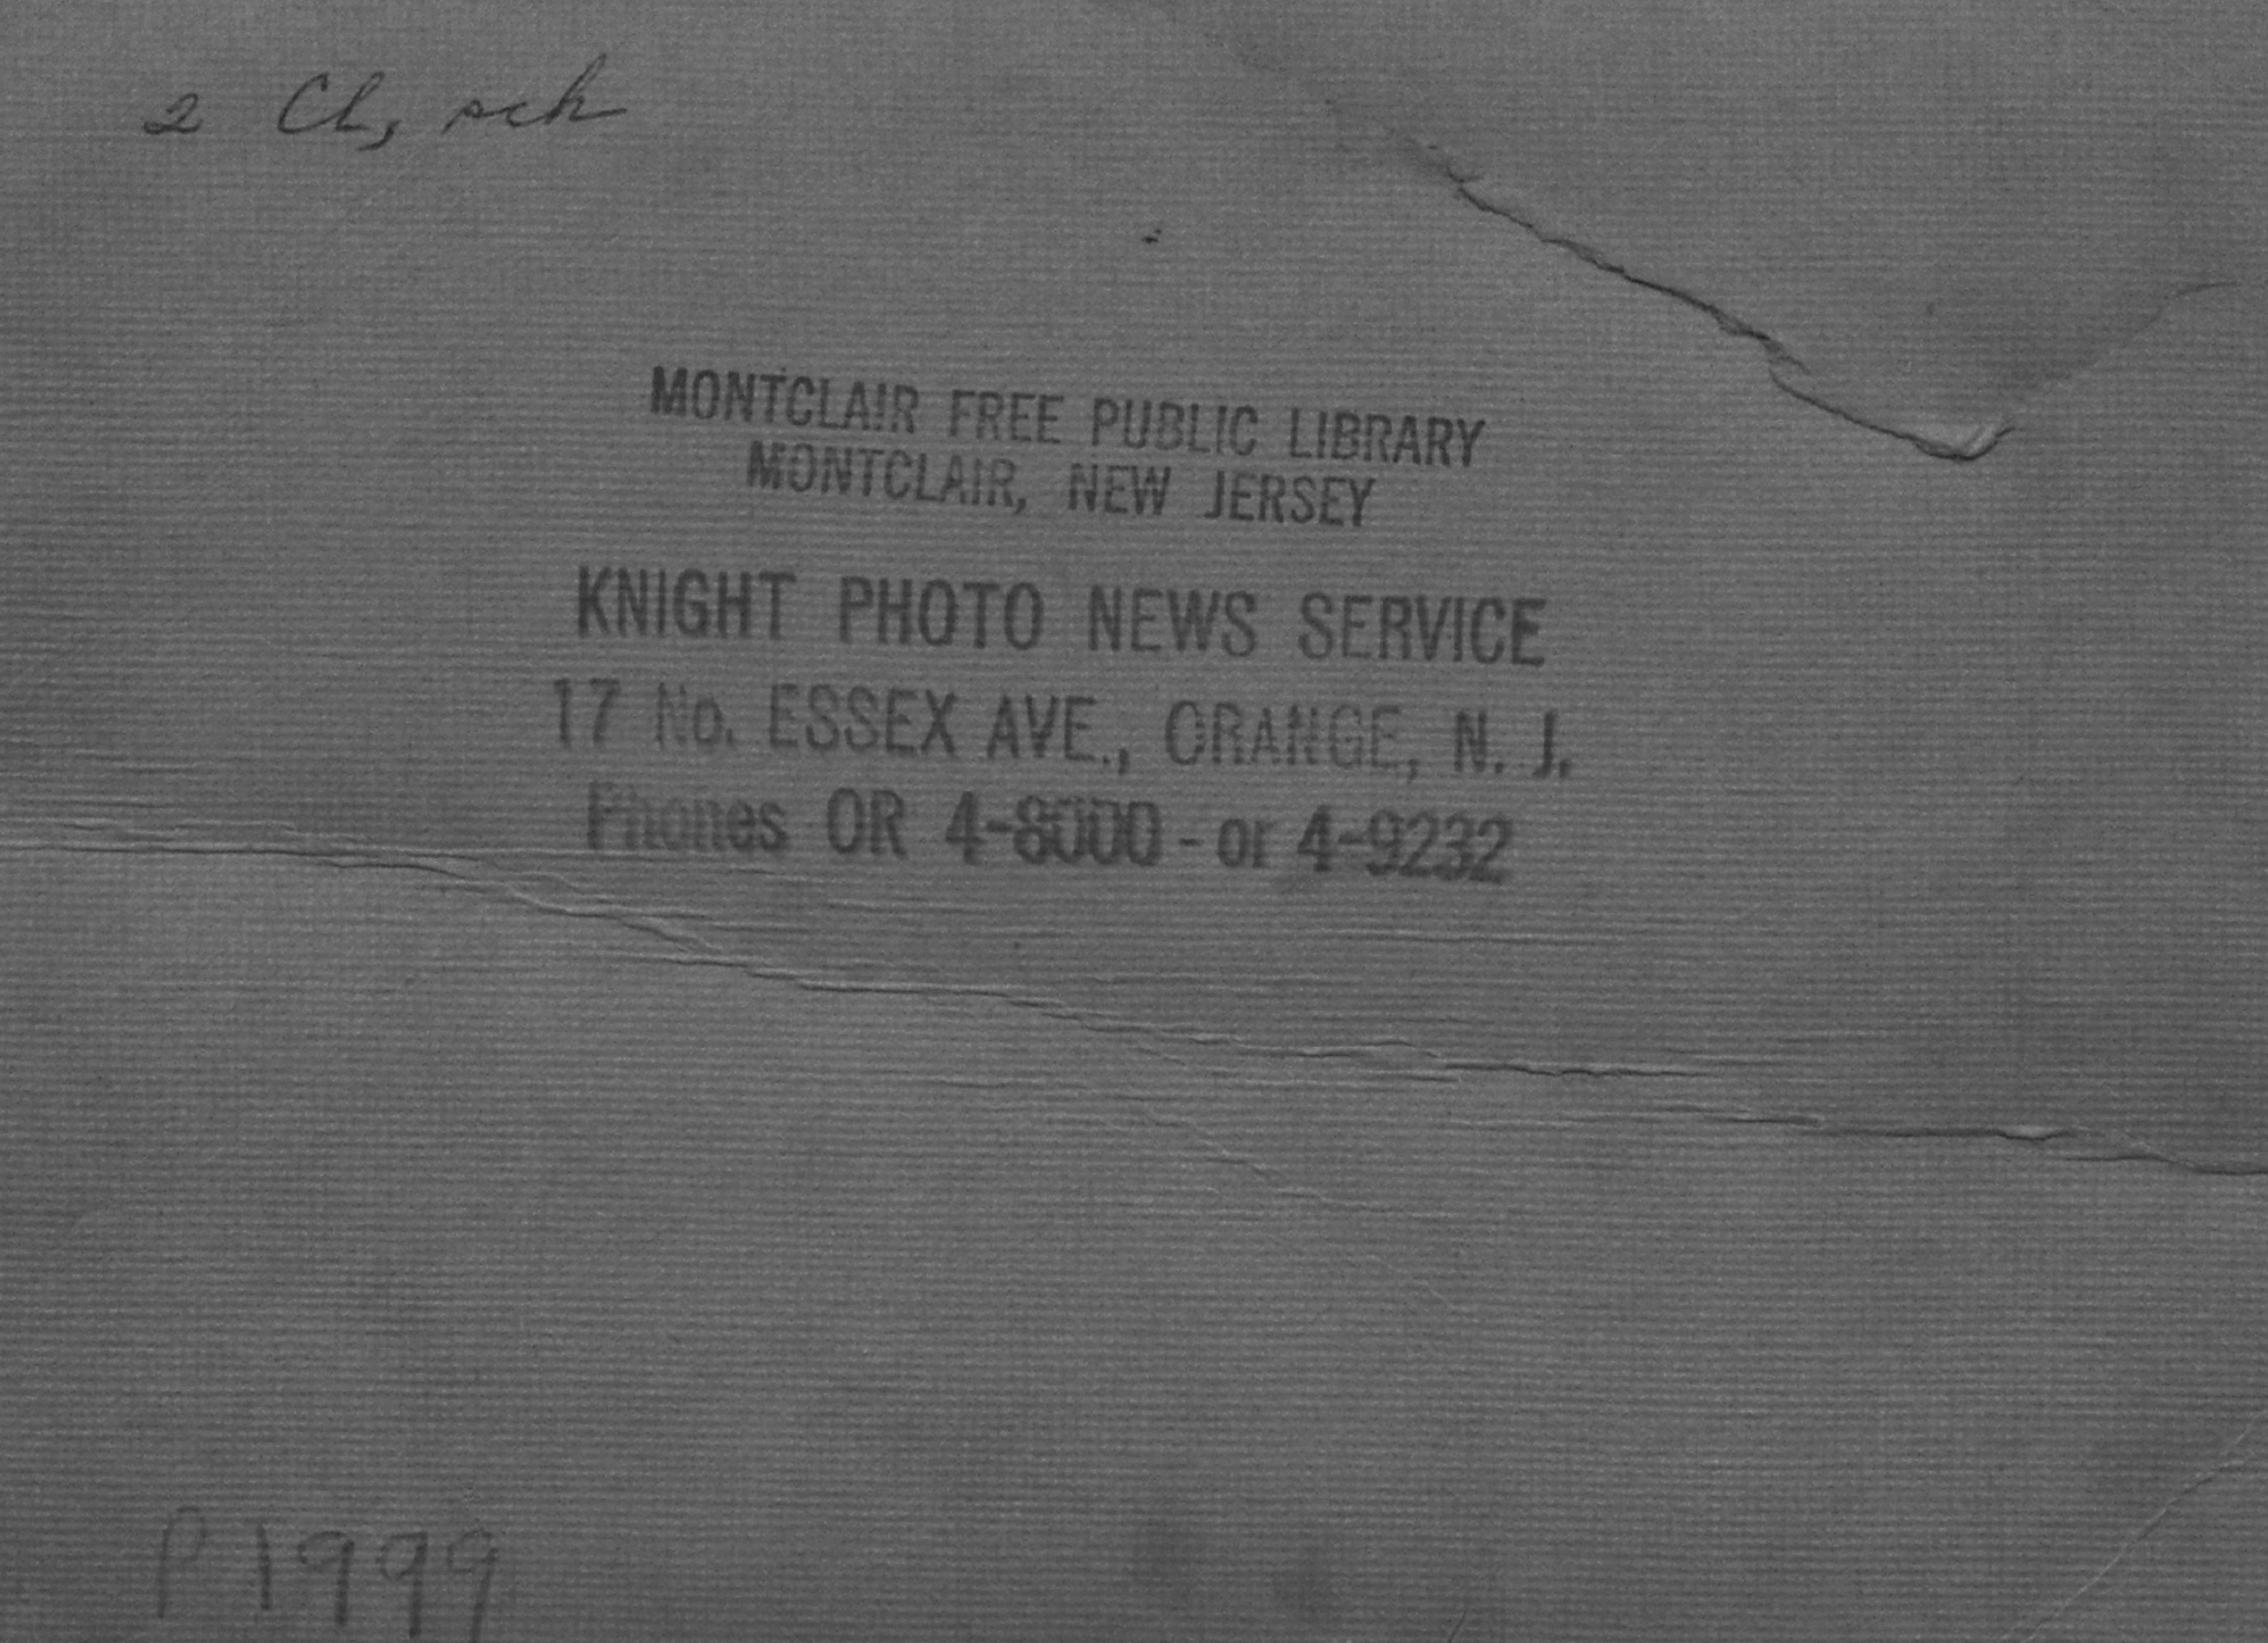 2 Ch, sch
MONTCLAIR FREE PUBLIC LIBRARY
MONTCLAIR, NEW JERSEY
KNIGHT PHOTO NEWS SERVICE
17 No. ESSEX AVE., ORANGE, N. J.
Phones OR 4-8000 - or 4-9232
P1999